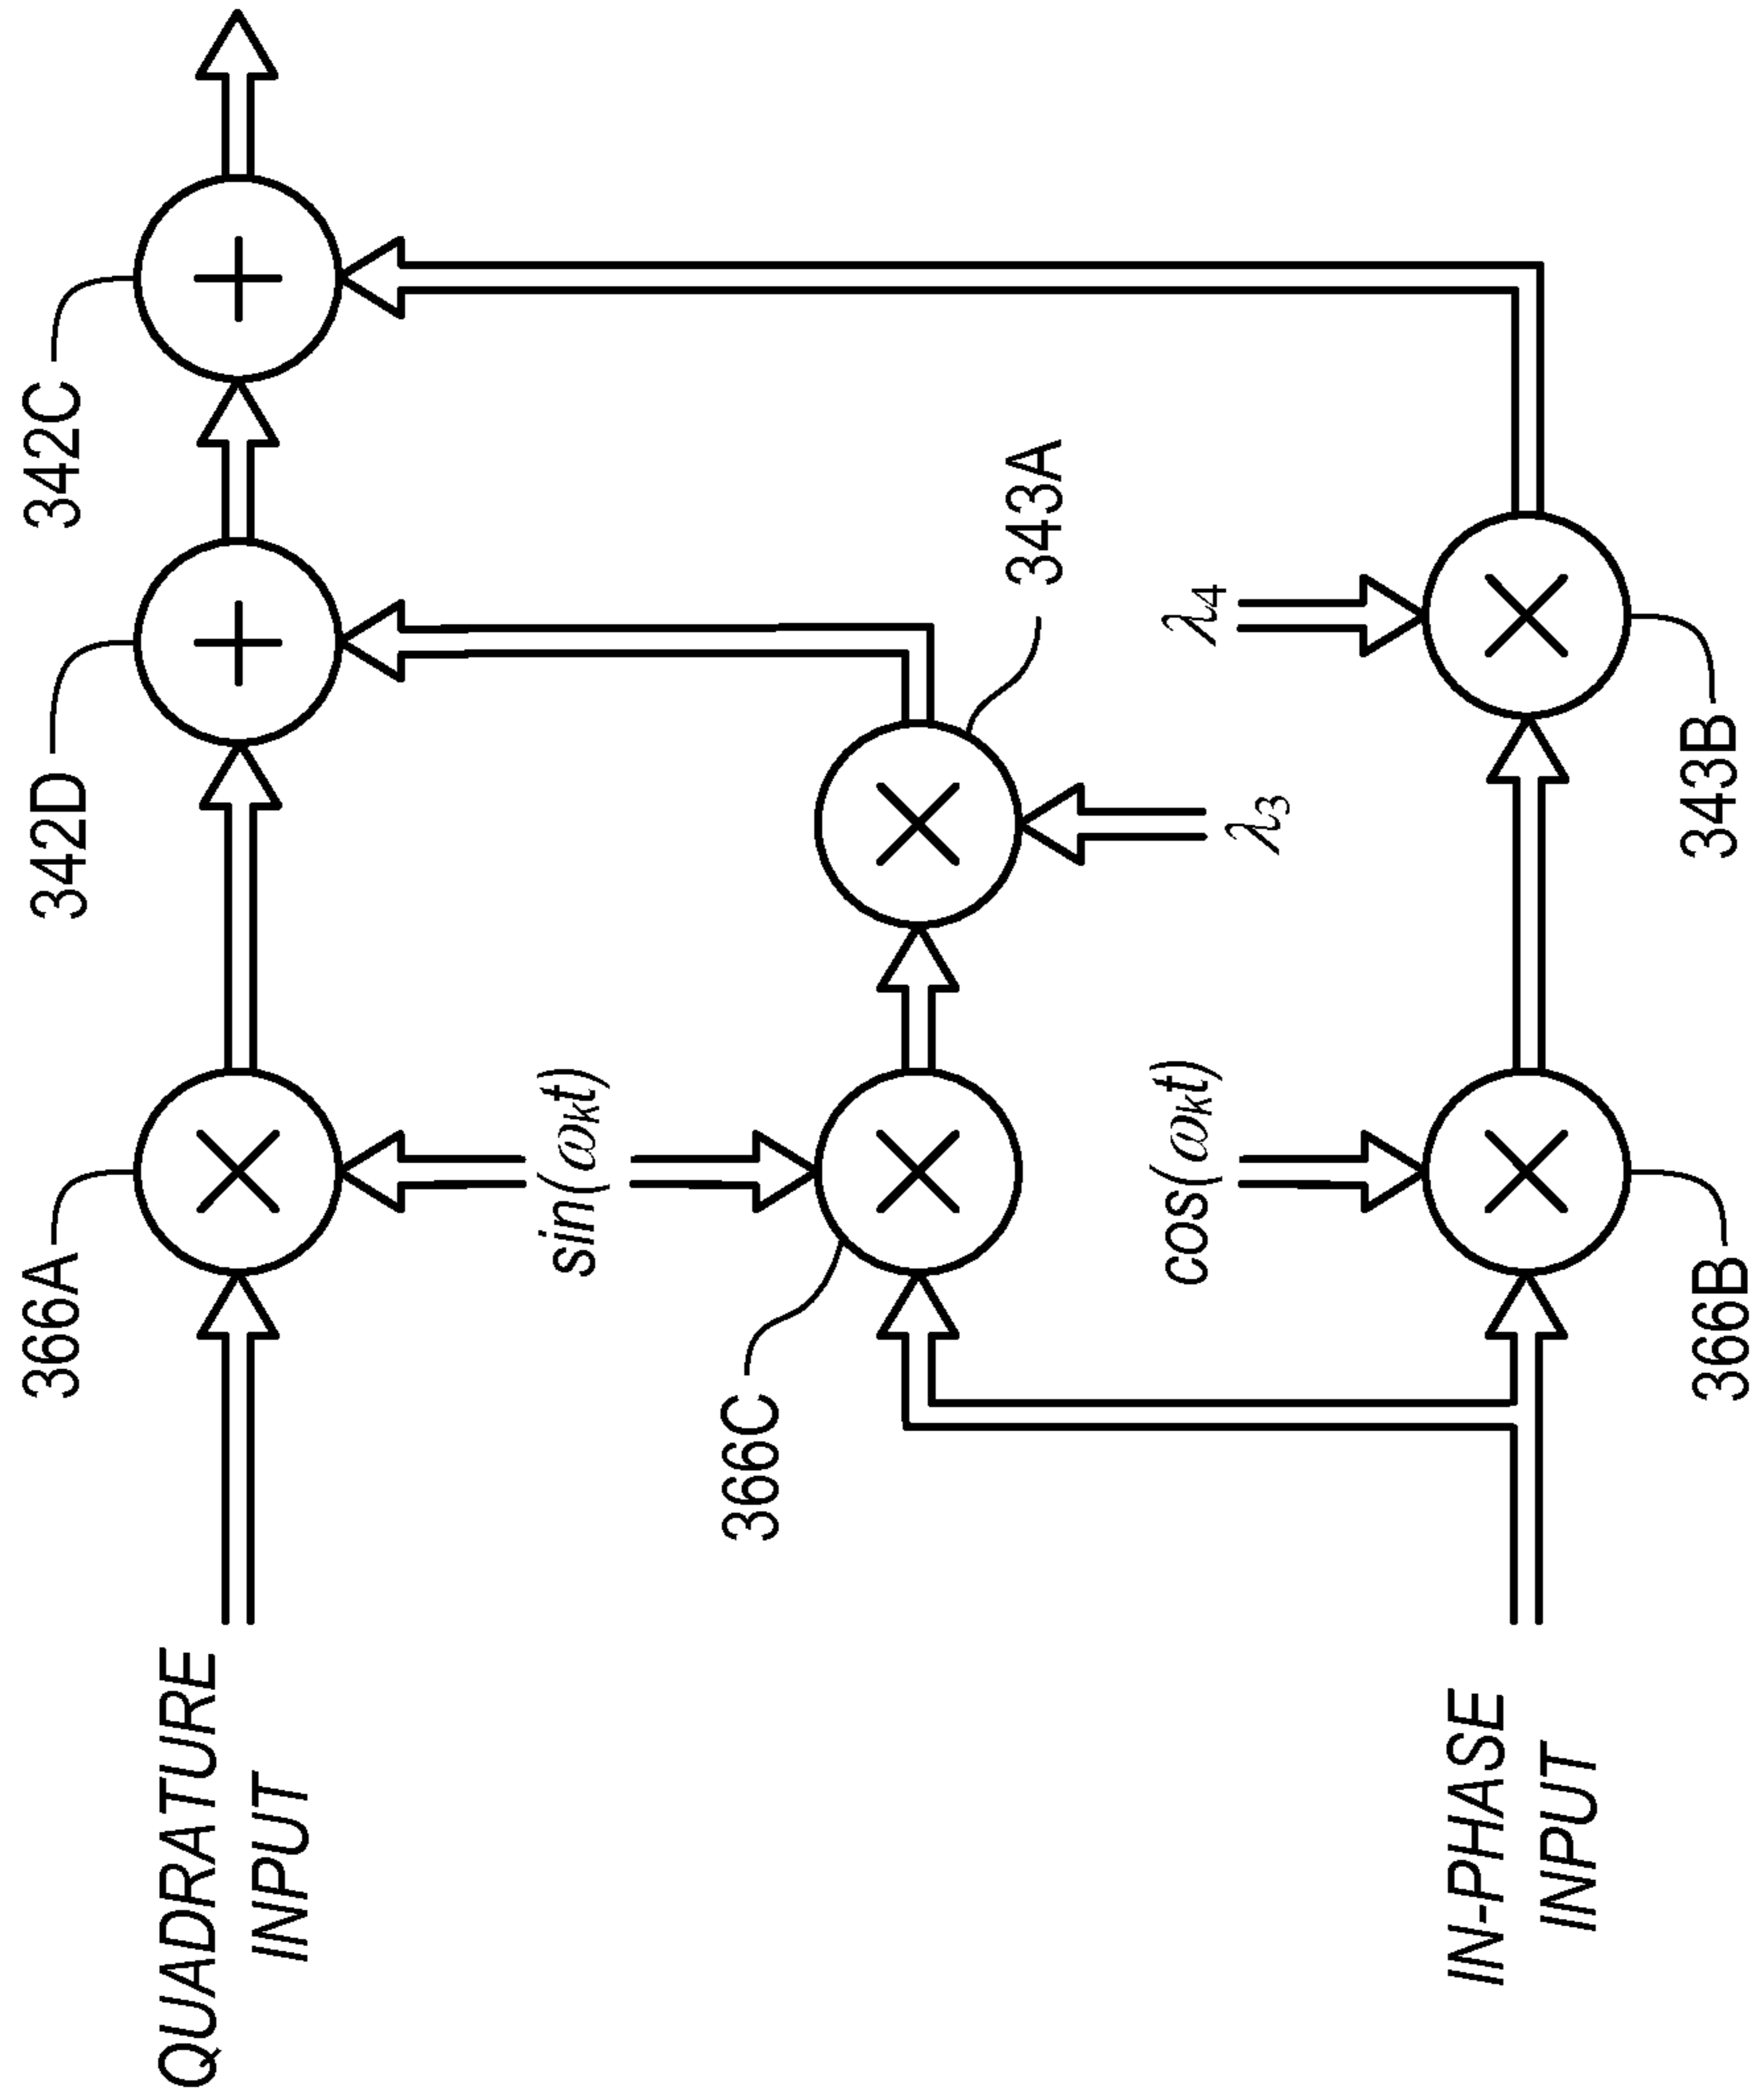 366A
342D
342C
QUADRATURE
INPUT
sin(ωKt)
366C
343A
λ3
cos(ωKt)
λ4
IN-PHASE
INPUT
366B
343B